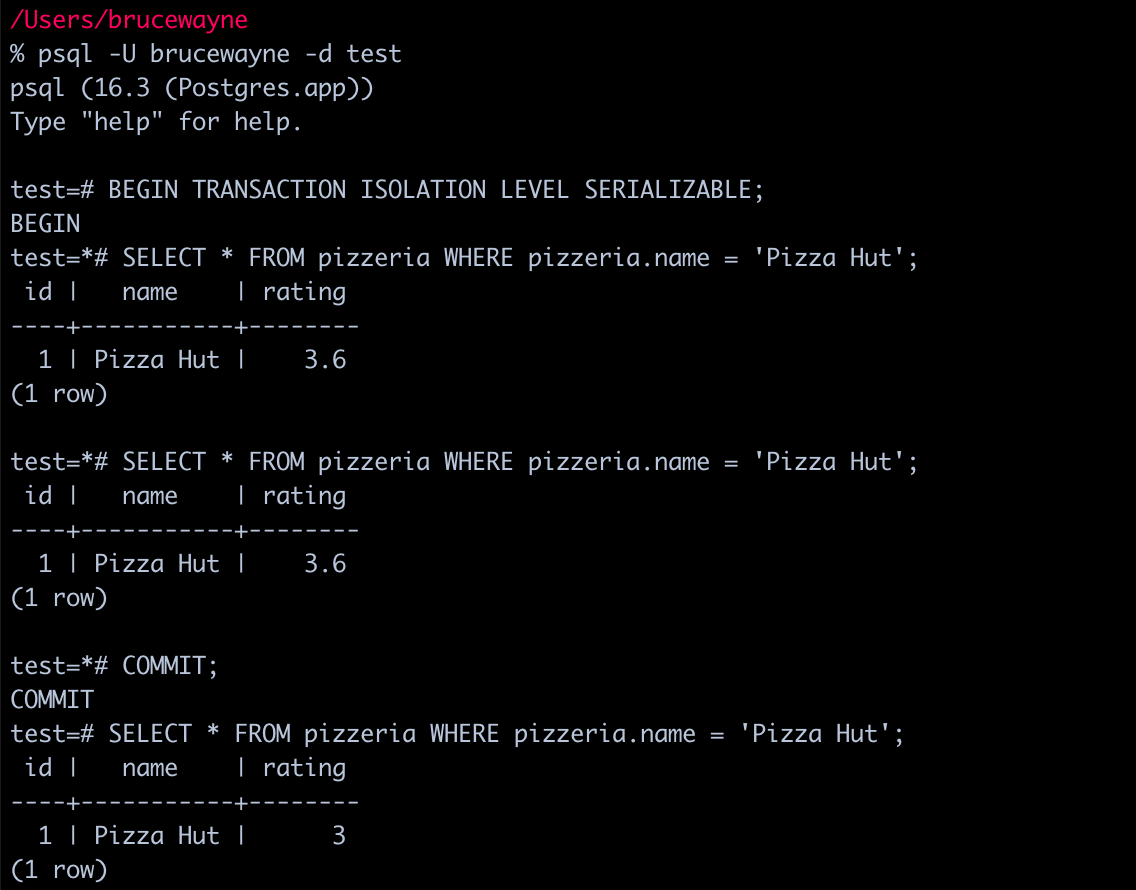 /Users/brucewayne
% psql -U brucewayne -d test
psql (16.3 (Postgres.app))
Type "help" for help.

test=# BEGIN TRANSACTION ISOLATION LEVEL SERIALIZABLE;
BEGIN
test=*# SELECT * FROM pizzeria WHERE pizzeria.name = 'Pizza Hut';
 id |   name    | rating
----+-----------+--------
  1 | Pizza Hut |    3.6
(1 row)

test=*# SELECT * FROM pizzeria WHERE pizzeria.name = 'Pizza Hut';
 id |   name    | rating
----+-----------+--------
  1 | Pizza Hut |    3.6
(1 row)

test=*# COMMIT;
COMMIT
test=# SELECT * FROM pizzeria WHERE pizzeria.name = 'Pizza Hut';
 id |   name    | rating
----+-----------+--------
  1 | Pizza Hut |      3
(1 row)